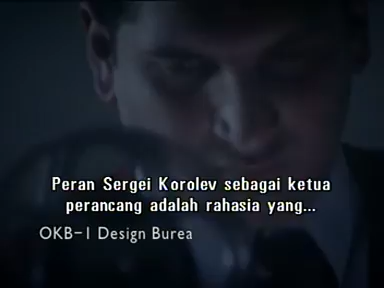 Peran Sergei Korolev sebagai ketua
perancang adalah rahasia yang...
OKB-1 Design Burea